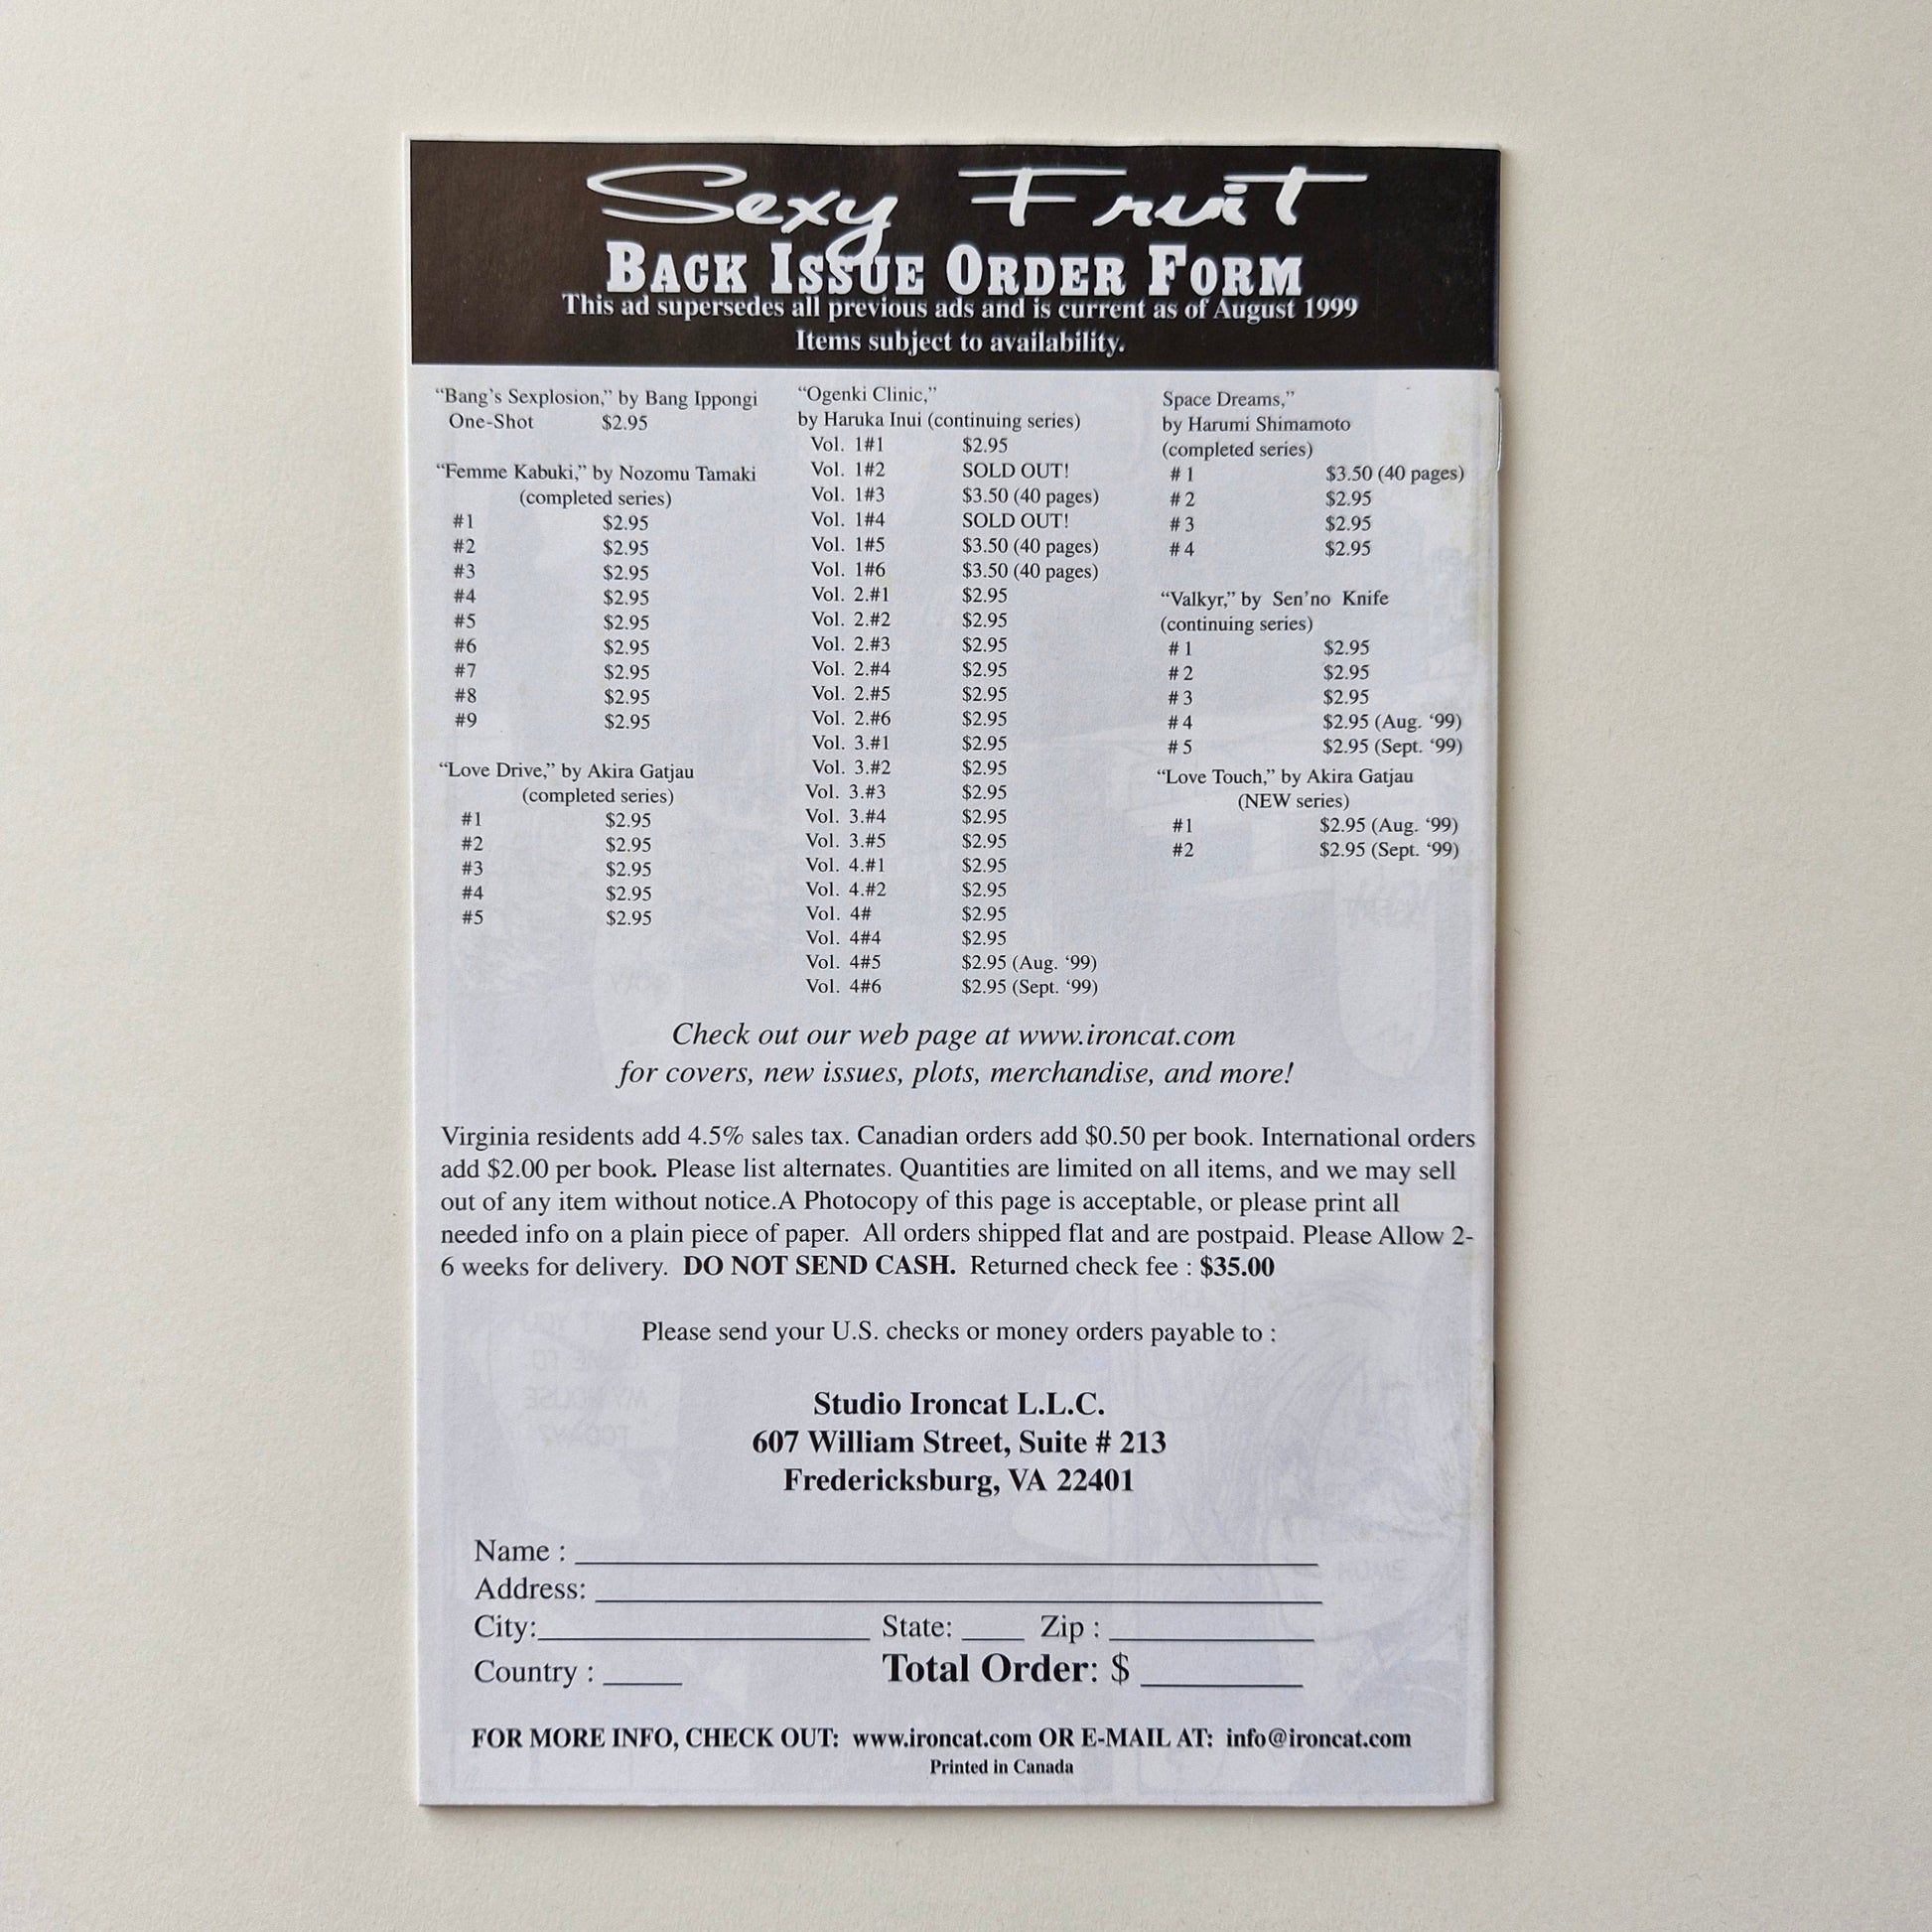 Sexy Fruit
BACK ISSUE ORDER FORM
This ad supersedes all previous ads and is current as of August 1999
Items subject to availability.
“Bang’s Sexplosion,” by Bang Ippongi
One-Shot $2.95
“Femme Kabuki,” by Nozomu Tamaki
(completed series)
#1 $2.95
#2 $2.95
#3 $2.95
#4 $2.95
#5 $2.95
#6 $2.95
#7 $2.95
#8 $2.95
#9 $2.95
“Love Drive,” by Akira Gatjau
(completed series)
#1 $2.95
#2 $2.95
#3 $2.95
#4 $2.95
#5 $2.95
“Ogenki Clinic,”
by Haruka Inui (continuing series)
Vol. 1#1 $2.95
Vol. 1#2 SOLD OUT!
Vol. 1#3 $3.50 (40 pages)
Vol. 1#4 SOLD OUT!
Vol. 1#5 $3.50 (40 pages)
Vol. 1#6 $3.50 (40 pages)
Vol. 2.#1 $2.95
Vol. 2.#2 $2.95
Vol. 2.#3 $2.95
Vol. 2.#4 $2.95
Vol. 2.#5 $2.95
Vol. 2.#6 $2.95
Vol. 3.#1 $2.95
Vol. 3.#2 $2.95
Vol. 3.#3 $2.95
Vol. 3.#4 $2.95
Vol. 3.#5 $2.95
Vol. 4.#1 $2.95
Vol. 4.#2 $2.95
Vol. 4# $2.95
Vol. 4#4 $2.95
Vol. 4#5 $2.95 (Aug. ‘99)
Vol. 4#6 $2.95 (Sept. ‘99)
Space Dreams,”
by Harumi Shimamoto
(completed series)
# 1 $3.50 (40 pages)
# 2 $2.95
# 3 $2.95
# 4 $2.95
“Valkyr,” by Sen’no Knife
(continuing series)
# 1 $2.95
# 2 $2.95
# 3 $2.95
# 4 $2.95 (Aug. ‘99)
# 5 $2.95 (Sept. ‘99)
“Love Touch,” by Akira Gatjau
(NEW series)
#1 $2.95 (Aug. ‘99)
#2 $2.95 (Sept. ‘99)
Check out our web page at www.ironcat.com
for covers, new issues, plots, merchandise, and more!
Virginia residents add 4.5% sales tax. Canadian orders add $0.50 per book. International orders
add $2.00 per book. Please list alternates. Quantities are limited on all items, and we may sell
out of any item without notice.A Photocopy of this page is acceptable, or please print all
needed info on a plain piece of paper. All orders shipped flat and are postpaid. Please Allow 2-
6 weeks for delivery. DO NOT SEND CASH. Returned check fee : $35.00
Please send your U.S. checks or money orders payable to :
Studio Ironcat L.L.C.
607 William Street, Suite # 213
Fredericksburg, VA 22401
Name :
Address:
City: State: Zip :
Country : Total Order: $
FOR MORE INFO, CHECK OUT: www.ironcat.com OR E-MAIL AT: info@ironcat.com
Printed in Canada